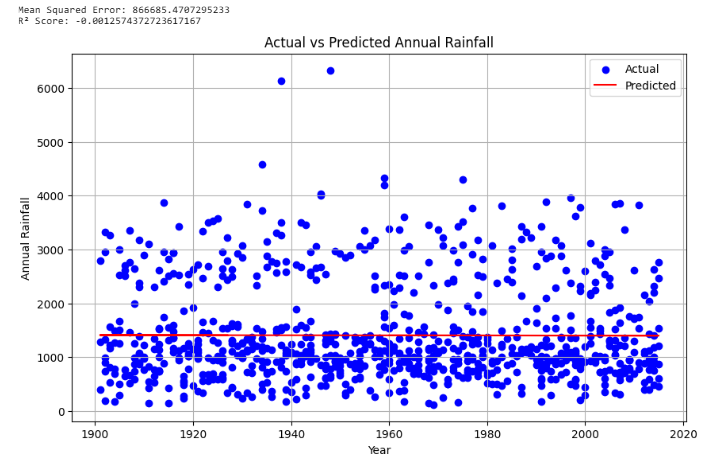 Mean Squared Error: 866685.4707295233
R² Score: -0.0012574372723617167
Actual vs Predicted Annual Rainfall
Actual
Predicted
6000
5000
4000
3000
2000
1000
0
Annual Rainfall
1900 1920 1940 1960 1980 2000 2020
Year